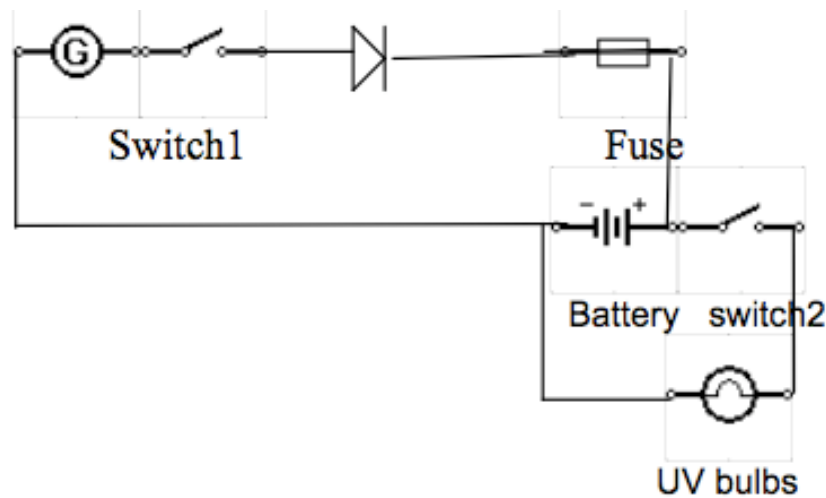 G
Switch1
Fuse
− +
Battery switch2
UV bulbs